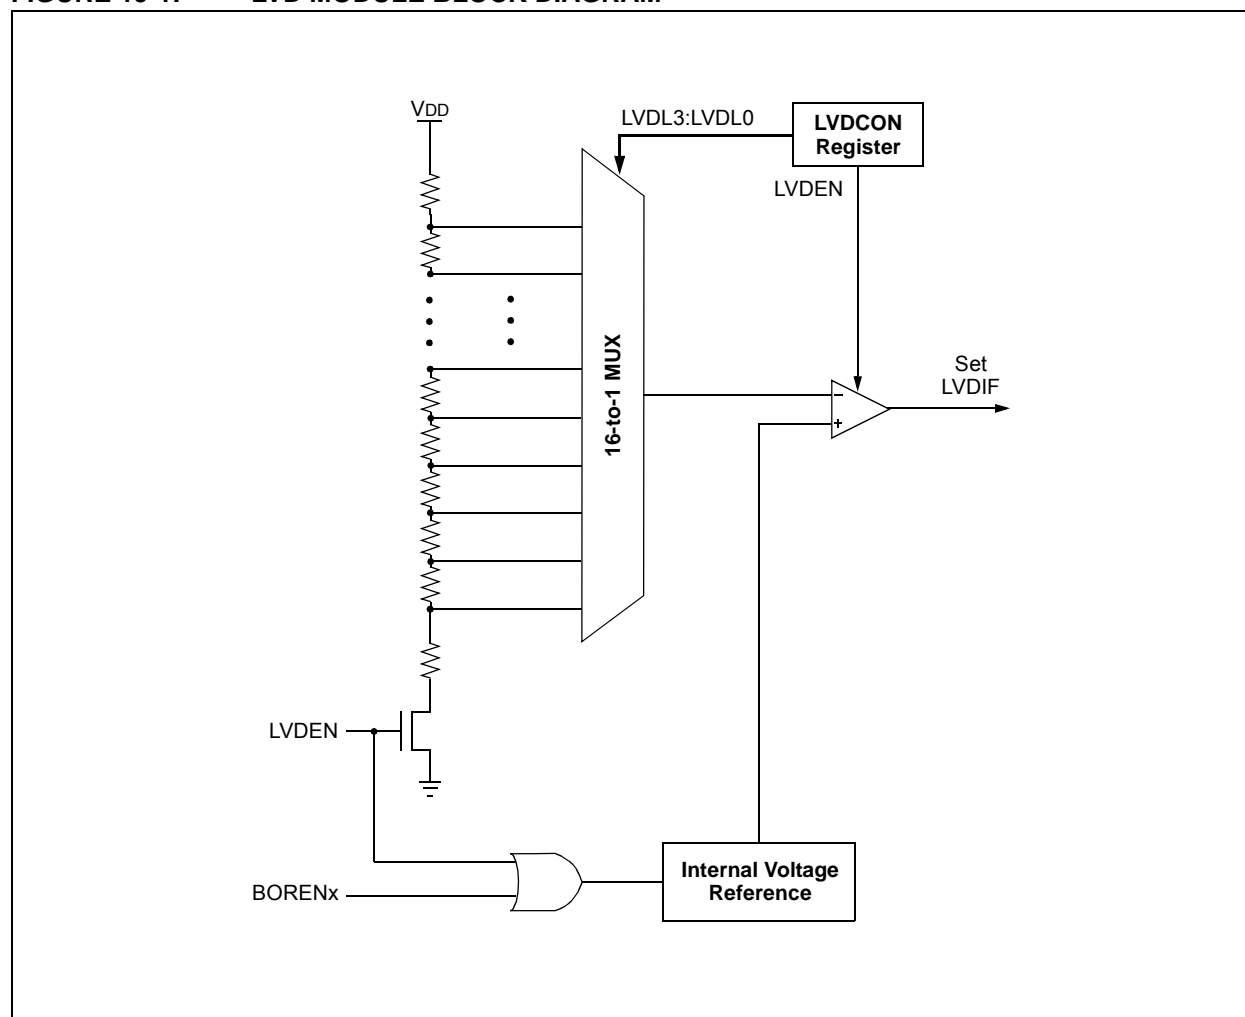 VDD
LVDL3:LVDL0
LVDCON
Register
LVDEN
16-to-1 MUX
Set
LVDIF
–
+
LVDEN
BORENx
Internal Voltage
Reference